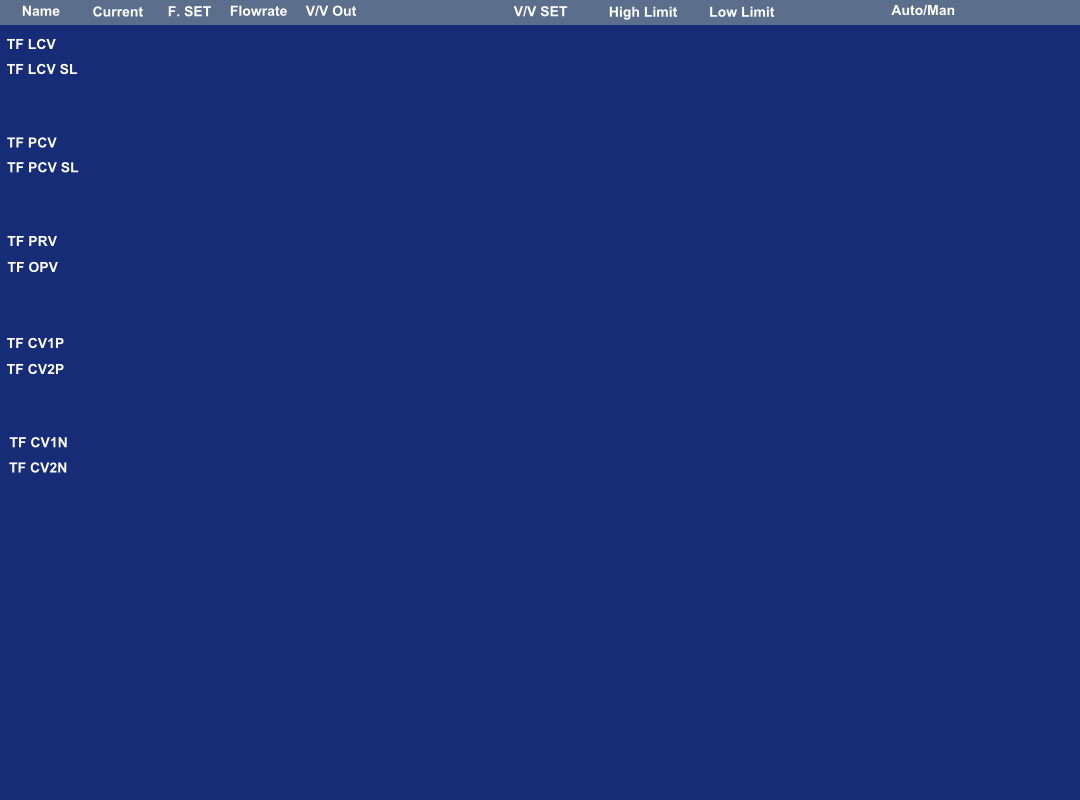 Name Current F. SET Flowrate V/V Out V/V SET High Limit Low Limit Auto/Man
TF LCV
TF LCV SL
TF PCV
TF PCV SL
TF PRV
TF OPV
TF CV1P
TF CV2P
TF CV1N
TF CV2N